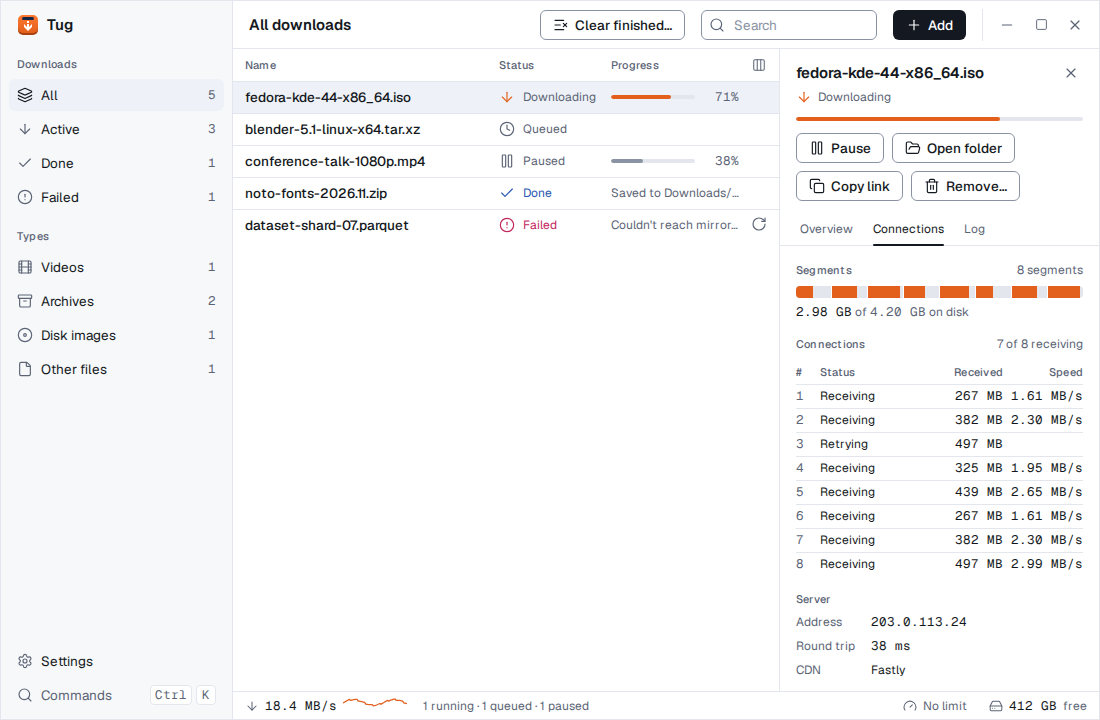 Tug
All downloads
Clear finished...
Search
Add
Downloads
All 5
Active 3
Done 1
Failed 1
Types
Videos 1
Archives 2
Disk images 1
Other files 1
Settings
Commands Ctrl K
Name Status Progress
fedora-kde-44-x86_64.iso Downloading 71%
blender-5.1-linux-x64.tar.xz Queued
conference-talk-1080p.mp4 Paused 38%
noto-fonts-2026.11.zip Done Saved to Downloads/...
dataset-shard-07.parquet Failed Couldn't reach mirror...
fedora-kde-44-x86_64.iso
Downloading
Pause Open folder
Copy link Remove...
Overview Connections Log
Segments 8 segments
2.98 GB of 4.20 GB on disk
Connections 7 of 8 receiving
# Status Received Speed
1 Receiving 267 MB 1.61 MB/s
2 Receiving 382 MB 2.30 MB/s
3 Retrying 497 MB
4 Receiving 325 MB 1.95 MB/s
5 Receiving 439 MB 2.65 MB/s
6 Receiving 267 MB 1.61 MB/s
7 Receiving 382 MB 2.30 MB/s
8 Receiving 497 MB 2.99 MB/s
Server
Address 203.0.113.24
Round trip 38 ms
CDN Fastly
18.4 MB/s 1 running · 1 queued · 1 paused No limit 412 GB free